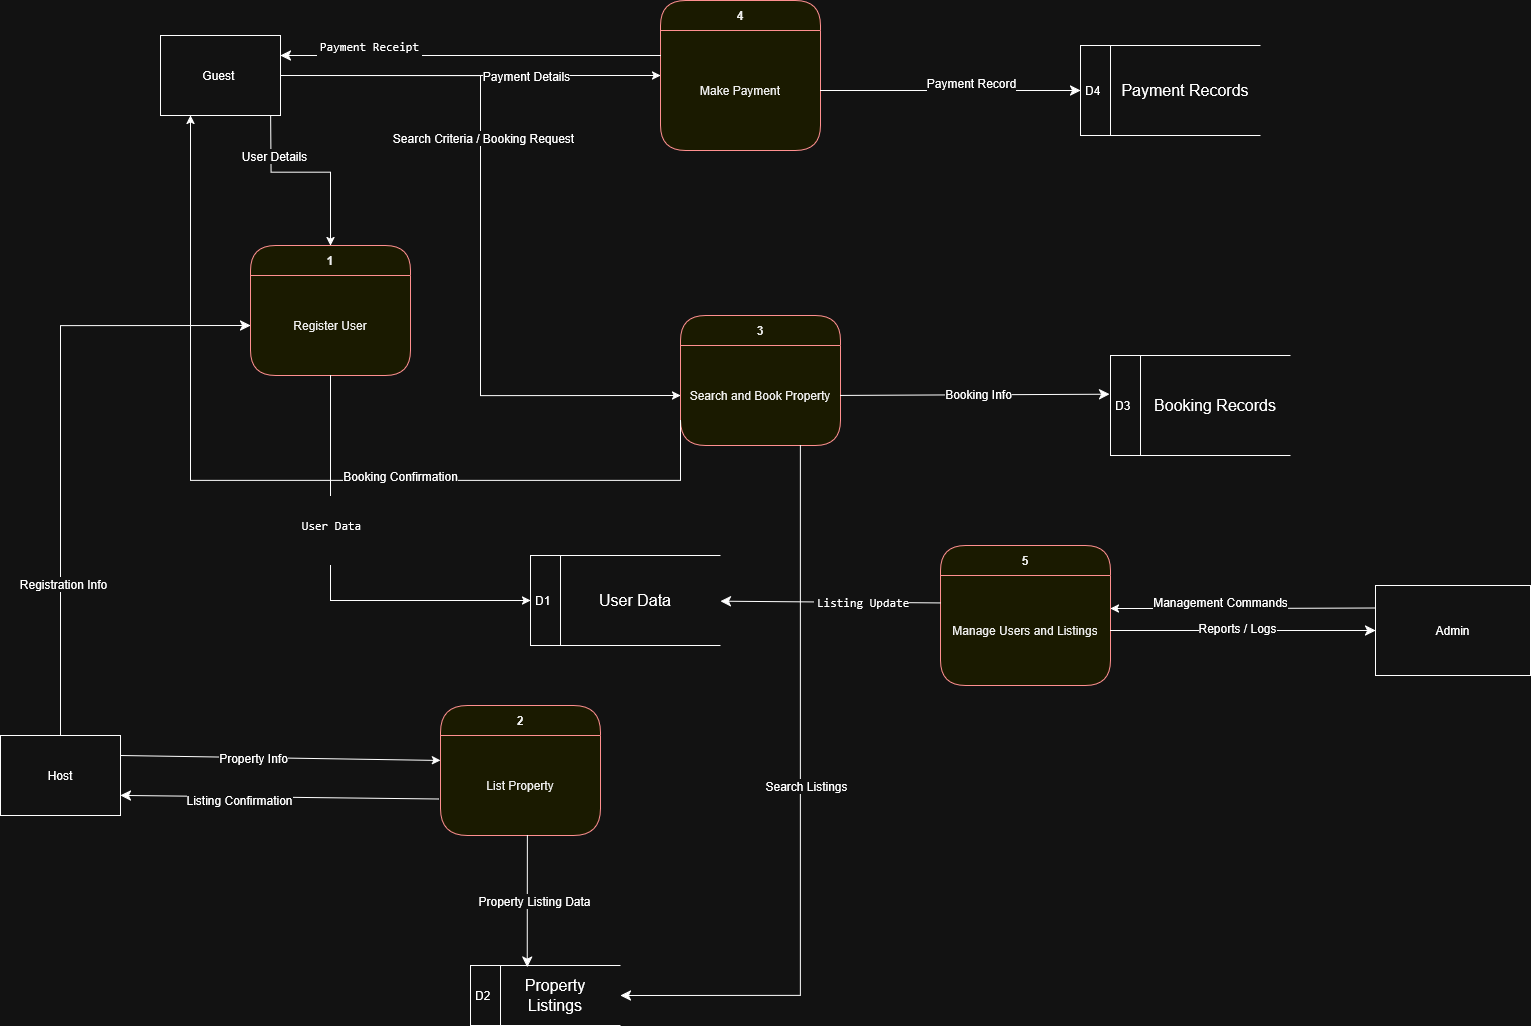 4
Payment Receipt
Guest
Payment Details
Make Payment
Payment Record
D4
Payment Records
Search Criteria / Booking Request
User Details
1
Register User
3
Search and Book Property
Booking Info
D3
Booking Records
Booking Confirmation
User Data
5
Registration Info
D1
User Data
Listing Update
Manage Users and Listings
Management Commands
Reports / Logs
Admin
2
Host
Property Info
List Property
Listing Confirmation
Search Listings
Property Listing Data
D2
Property
Listings